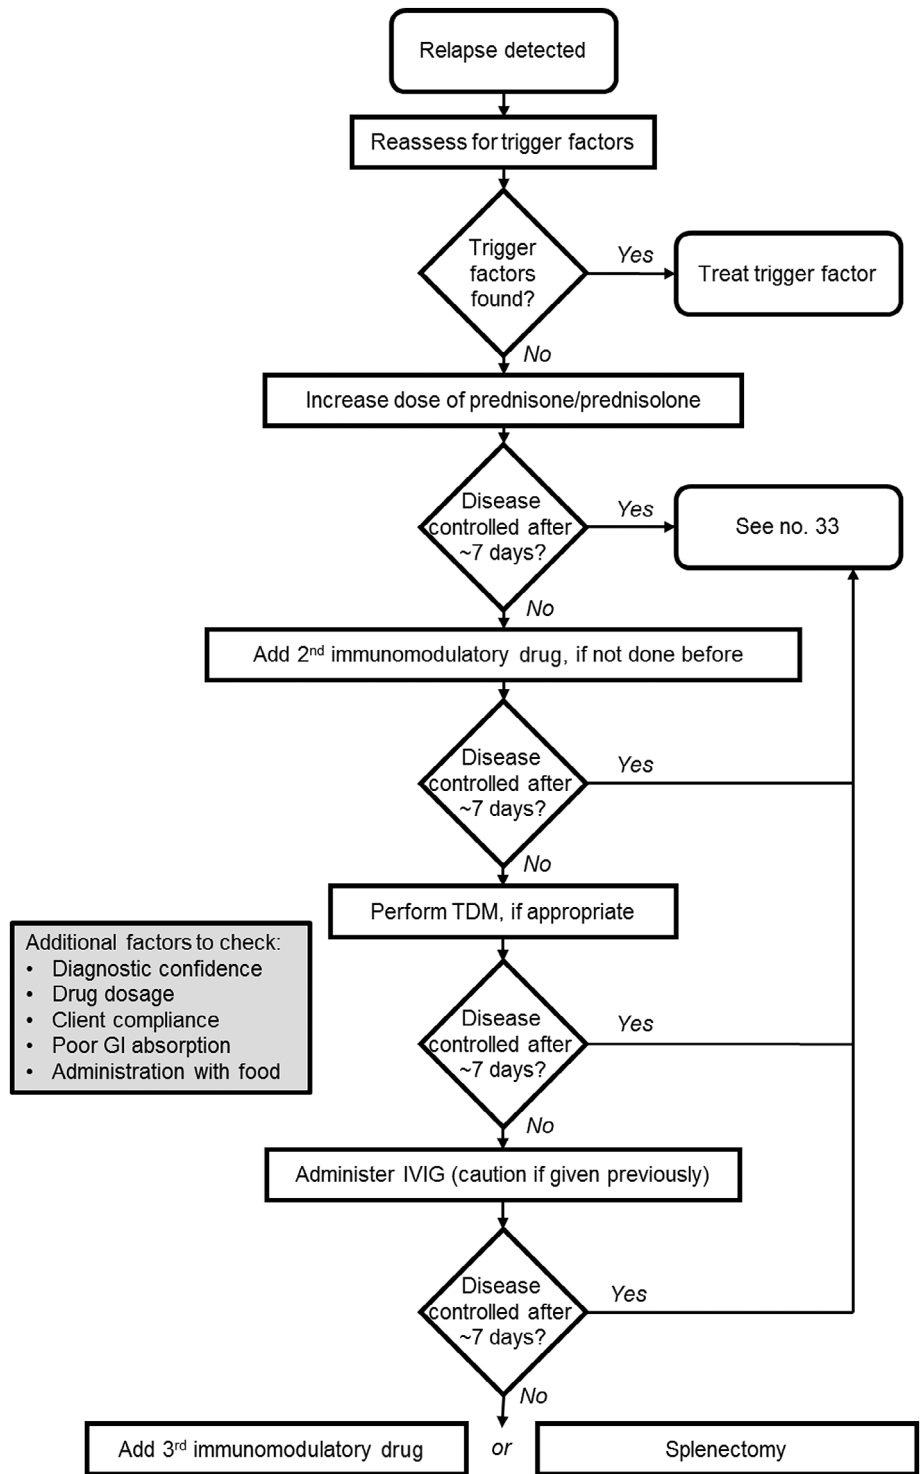 Relapse detected
Reassess for trigger factors
Trigger
factors
found?
Yes
Treat trigger factor
No
Increase dose of prednisone/prednisolone
Disease
controlled after
~7 days?
Yes
See no. 33
No
Add 2nd immunomodulatory drug, if not done before
Disease
controlled after
~7 days?
Yes
No
Perform TDM, if appropriate
Additional factors to check:
• Diagnostic confidence
• Drug dosage
• Client compliance
• Poor GI absorption
• Administration with food
Disease
controlled after
~7 days?
Yes
No
Administer IVIG (caution if given previously)
Disease
controlled after
~7 days?
Yes
No
Add 3rd immunomodulatory drug
or
Splenectomy